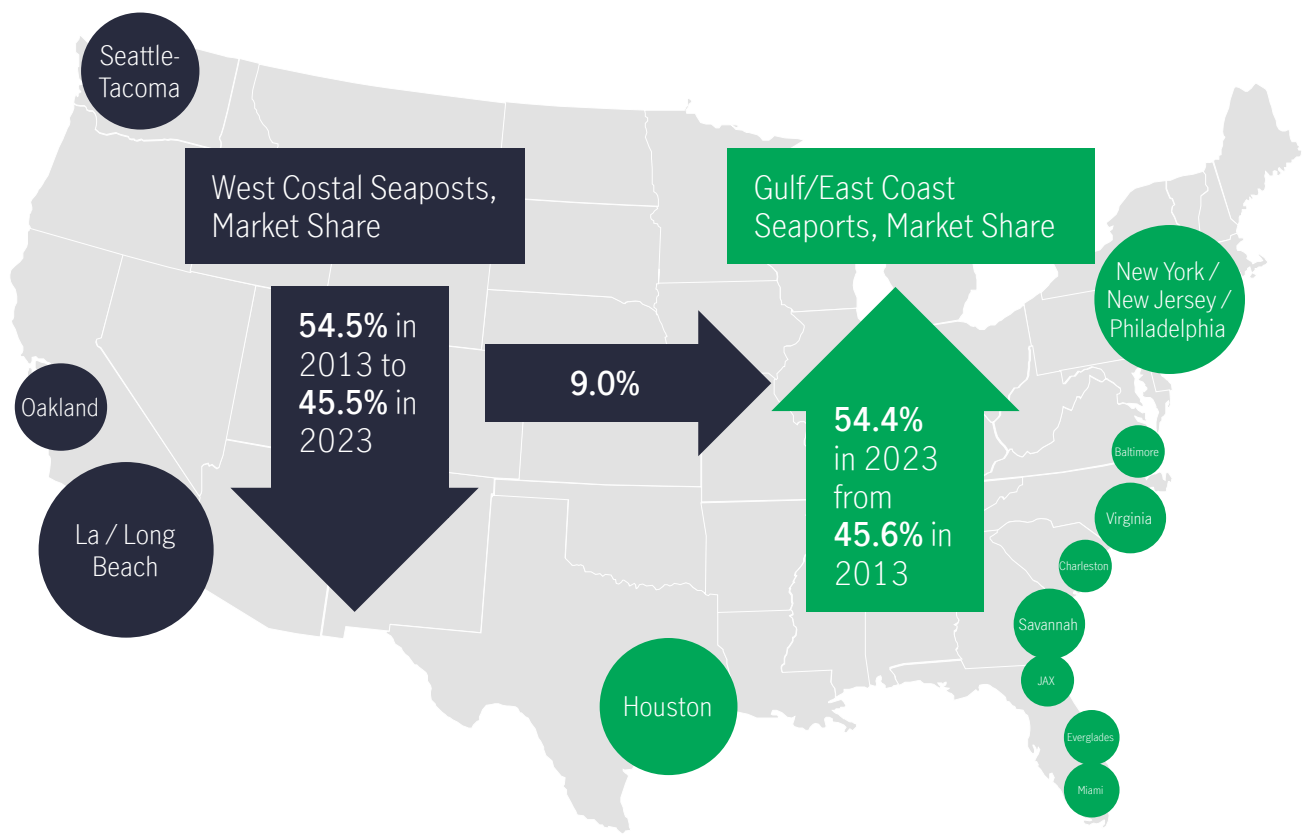 Seattle-
Tacoma
West Costal Seaposts,
Market Share
Gulf/East Coast
Seaports, Market Share
New York /
New Jersey /
Philadelphia
54.5% in
2013 to
45.5% in
2023
9.0%
54.4%
in 2023
from
45.6% in
2013
Oakland
La / Long
Beach
Baltimore
Virginia
Charleston
Savannah
JAX
Houston
Everglades
Miami